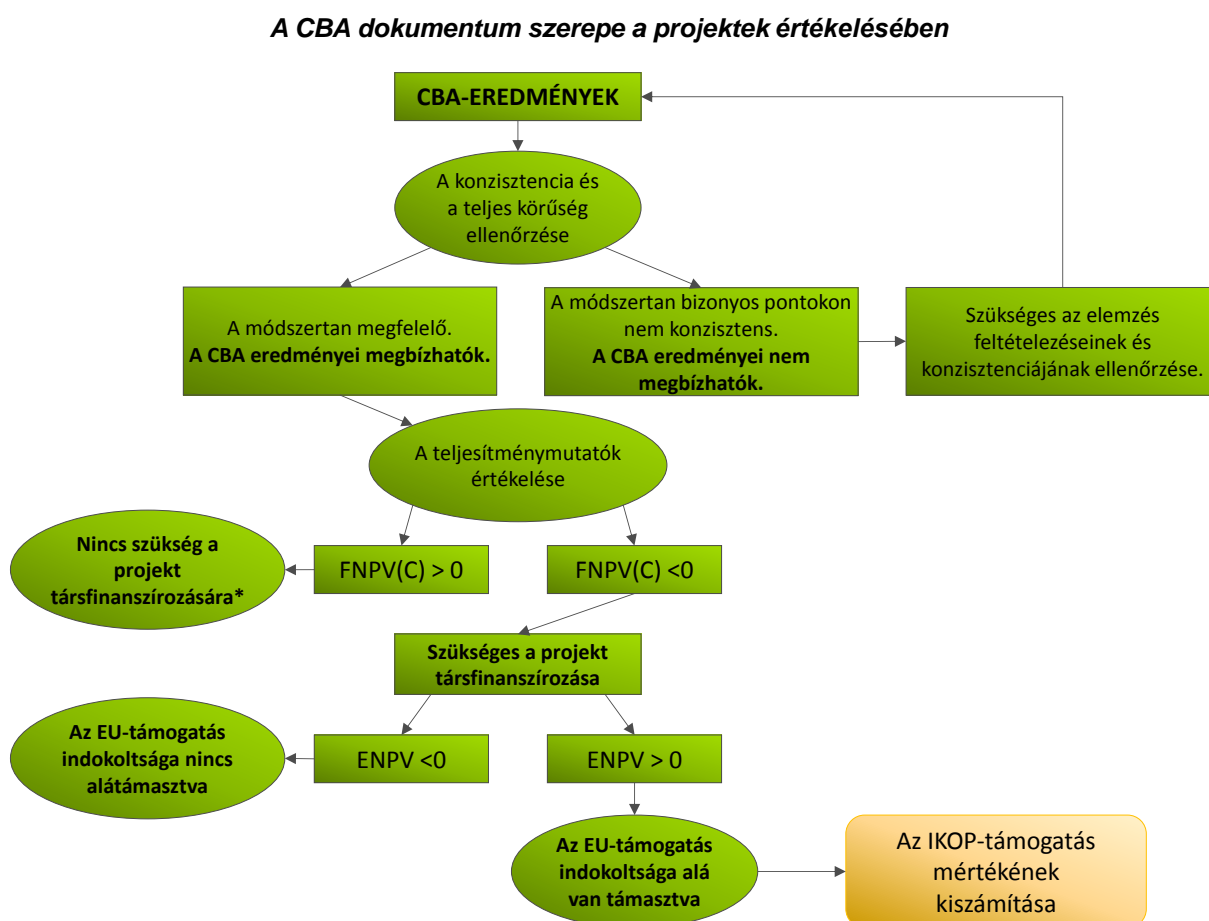 A CBA dokumentum szerepe a projektek értékelésében
CBA-EREDMÉNYEK
A konzisztencia és
a teljes körűség
ellenőrzése
A módszertan megfelelő.
A CBA eredményei megbízhatók.
A módszertan bizonyos pontokon
nem konzisztens.
A CBA eredményei nem
megbízhatók.
Szükséges az elemzés
feltételezéseinek és
konzisztenciájának ellenőrzése.
A teljesítménymutatók
értékelése
Nincs szükség a
projekt
társfinanszírozására*
FNPV(C) > 0
FNPV(C) <0
Szükséges a projekt
társfinanszírozása
Az EU-támogatás
indokoltsága nincs
alátámasztva
ENPV <0
ENPV > 0
Az EU-támogatás
indokoltsága alá
van támasztva
Az IKOP-támogatás
mértékének
kiszámítása